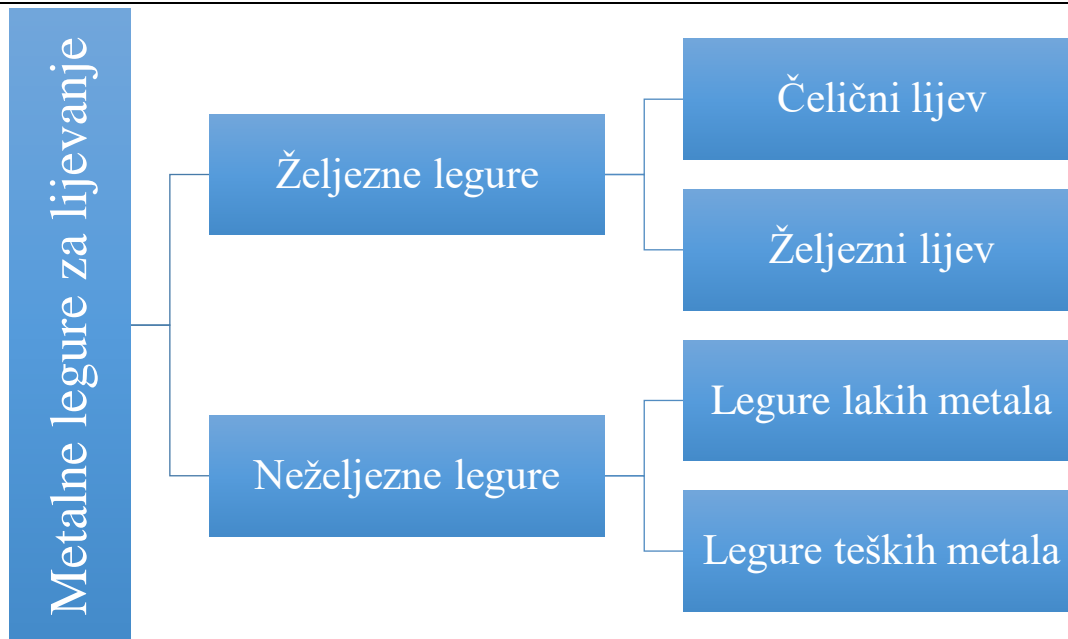 Metalne legure za lijevanje
Željezne legure
Čelični lijev
Željezni lijev
Neželjezne legure
Legure lakih metala
Legure teških metala